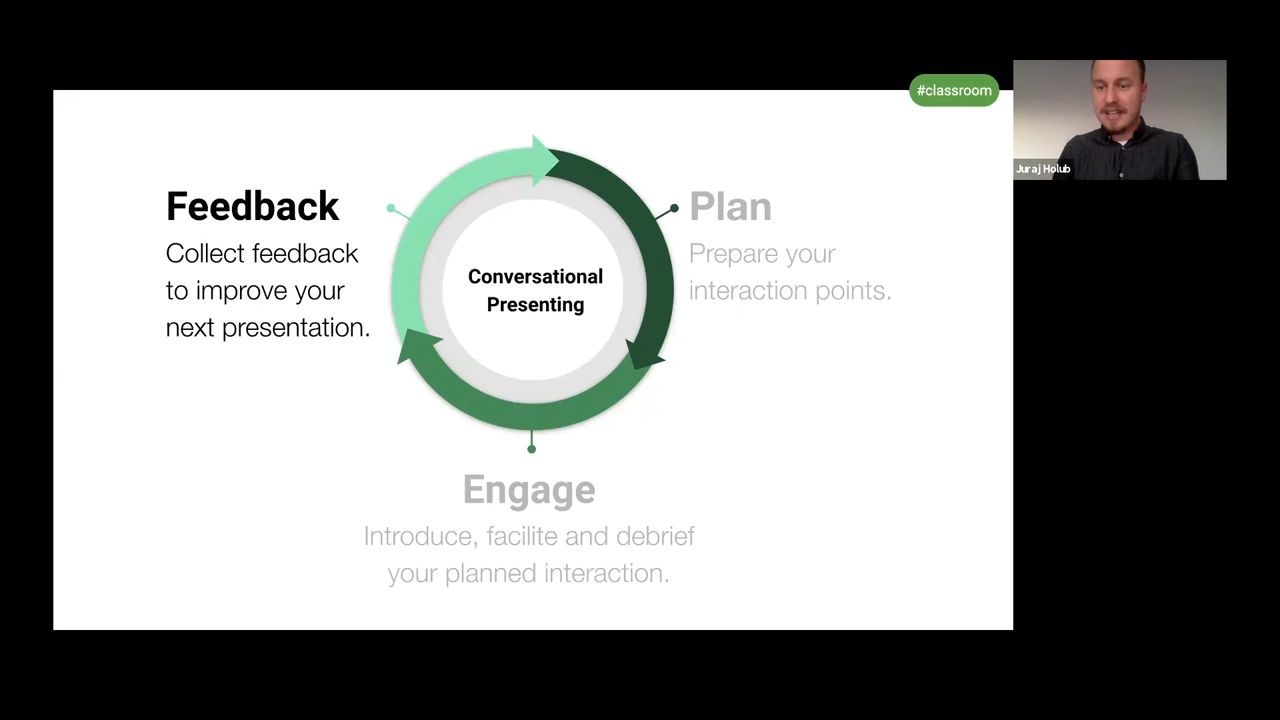 #classroom
Juraj Holub
Feedback
Collect feedback
to improve your
next presentation.
Conversational
Presenting
Plan
Prepare your
interaction points.
Engage
Introduce, facilite and debrief
your planned interaction.